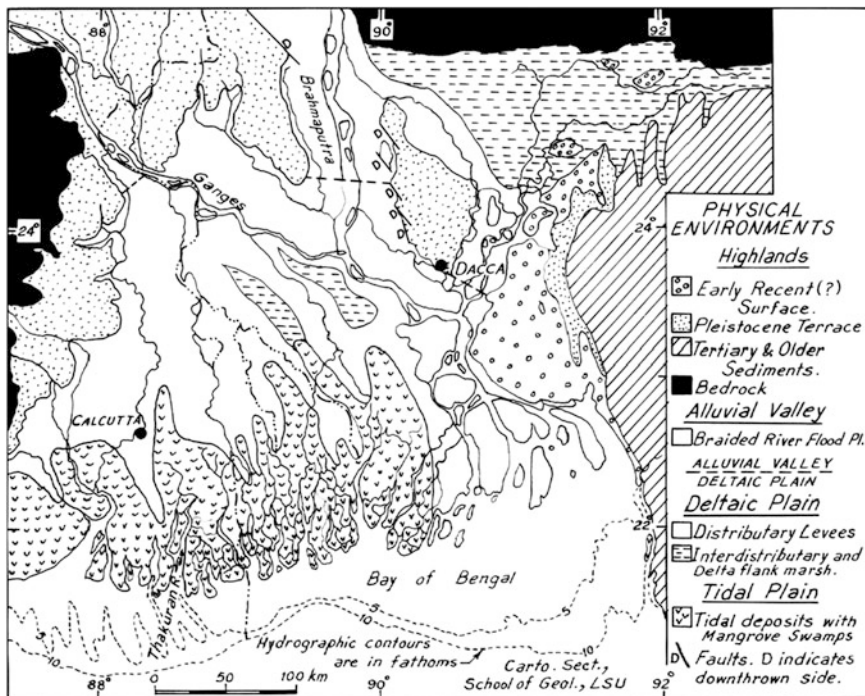 88°
90°
92°
Brahmaputra
Ganges
24°
24°
DACCA
CALCUTTA
22
Bay of Bengal
Thakuran R.
5
10
5
10
5
10
Hydrographic contours
are in fathoms
Carto. Sect.,
School of Geol., LSU
88°
0 50 100 km
90°
92°
PHYSICAL
ENVIRONMENTS
Highlands
Early Recent(?)
Surface.
Pleistocene Terrace
Tertiary & Older
Sediments.
Bedrock
Alluvial Valley
Braided River Flood Pl.
ALLUVIAL VALLEY
DELTAIC PLAIN
Deltaic Plain
Distributary Levees
Interdistributary and
Delta flank marsh.
Tidal Plain
Tidal deposits with
Mangrove Swamps
D
Faults. D indicates
downthrown side.